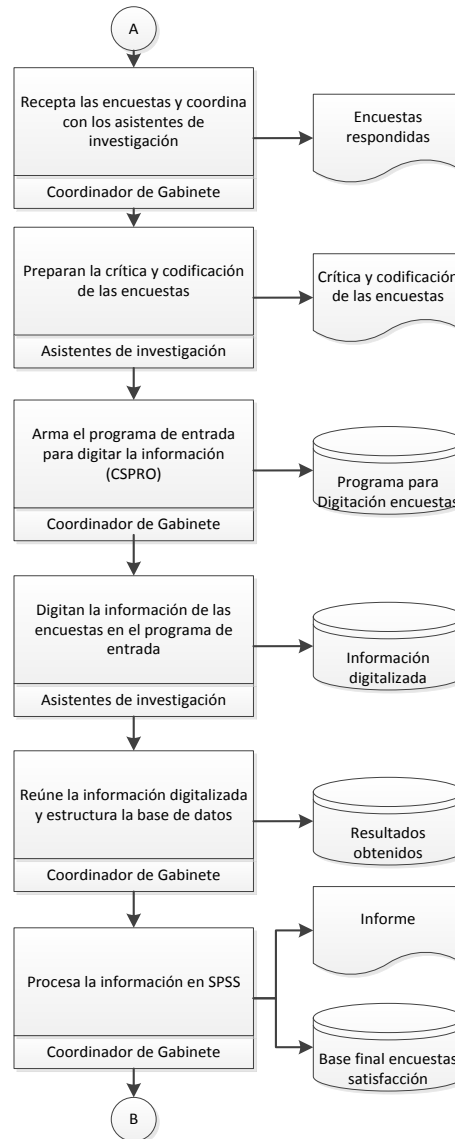 A
Recepta las encuestas y coordina
con los asistentes de
investigación
Coordinador de Gabinete
Encuestas
respondidas
Preparan la crítica y codificación
de las encuestas
Asistentes de investigación
Crítica y codificación
de las encuestas
Arma el programa de entrada
para digitar la información
(CSPRO)
Coordinador de Gabinete
Programa para
Digitación encuestas
Digitan la información de las
encuestas en el programa de
entrada
Asistentes de investigación
Información
digitalizada
Reúne la información digitalizada
y estructura la base de datos
Coordinador de Gabinete
Resultados
obtenidos
Procesa la información en SPSS
Coordinador de Gabinete
Informe
Base final encuestas
satisfacción
B